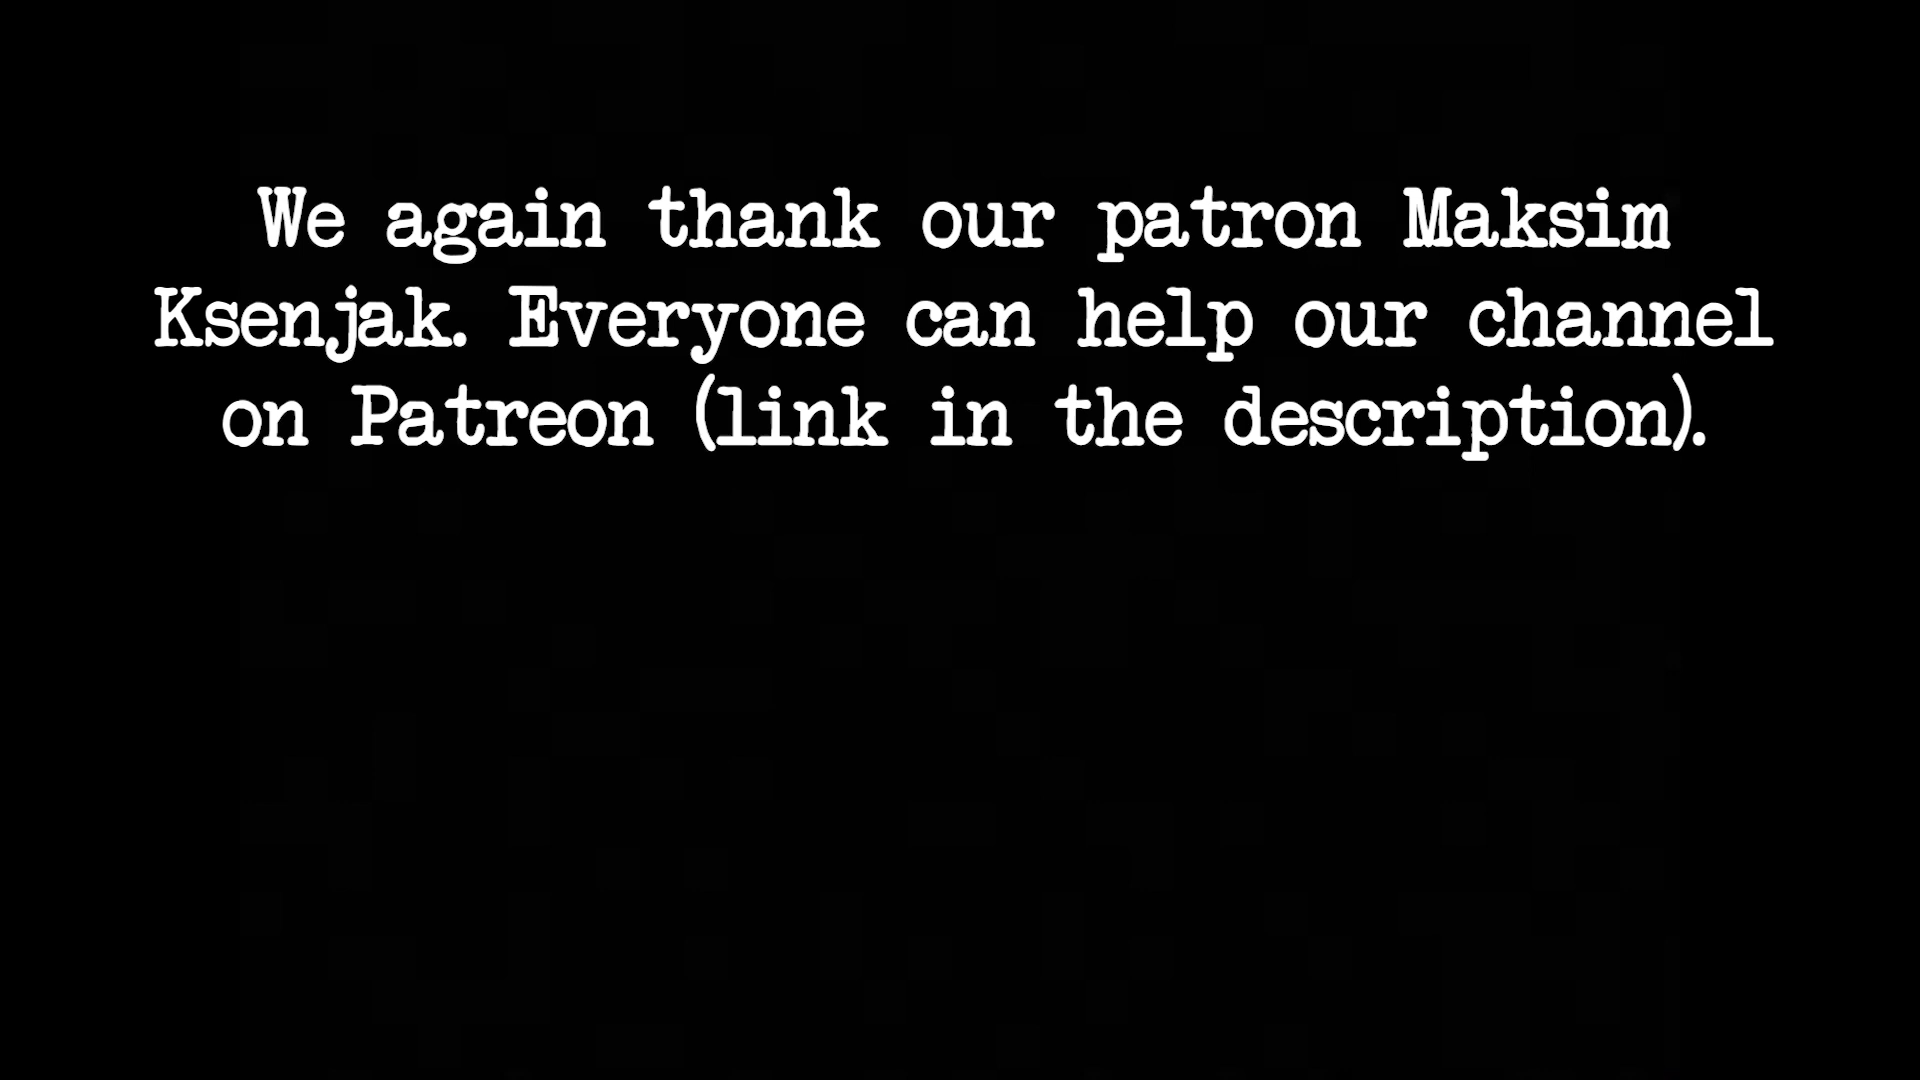 We again thank our patron Maksim
Ksenjak. Everyone can help our channel
on Patreon (link in the description).